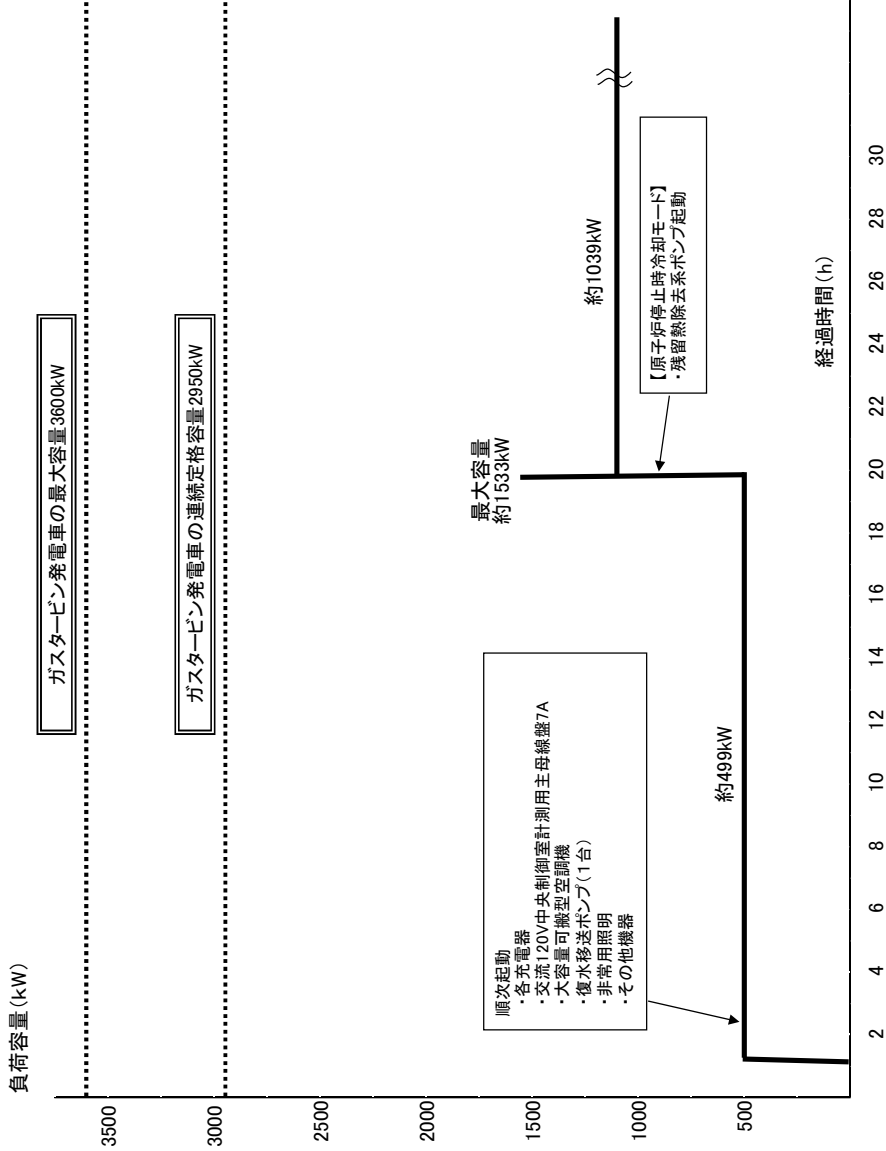 負荷容量(kW)
3500
3000
2500
2000
1500
1000
500
ガスタービン発電車の最大容量3600kW
ガスタービン発電車の連続定格容量2950kW
最大容量
約1533kW
約1039kW
約499kW
順次起動
・各充電器
・交流120V中央制御室計測用主母線盤7A
・大容量可搬型空調機
・復水移送ポンプ(1台)
・非常用照明
・その他機器
【原子炉停止時冷却モード】
・残留熱除去系ポンプ起動
経過時間(h)
2 4 6 8 10 12 14 16 18 20 22 24 26 28 30